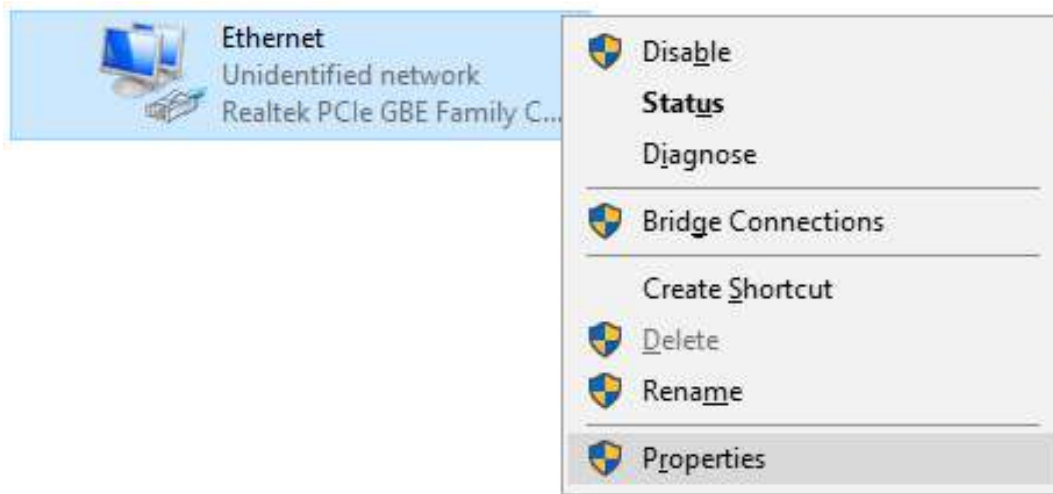 Ethernet
Unidentified network
Realtek PCIe GBE Family C...
Disable
Status
Diagnose
Bridge Connections
Create Shortcut
Delete
Rename
Properties